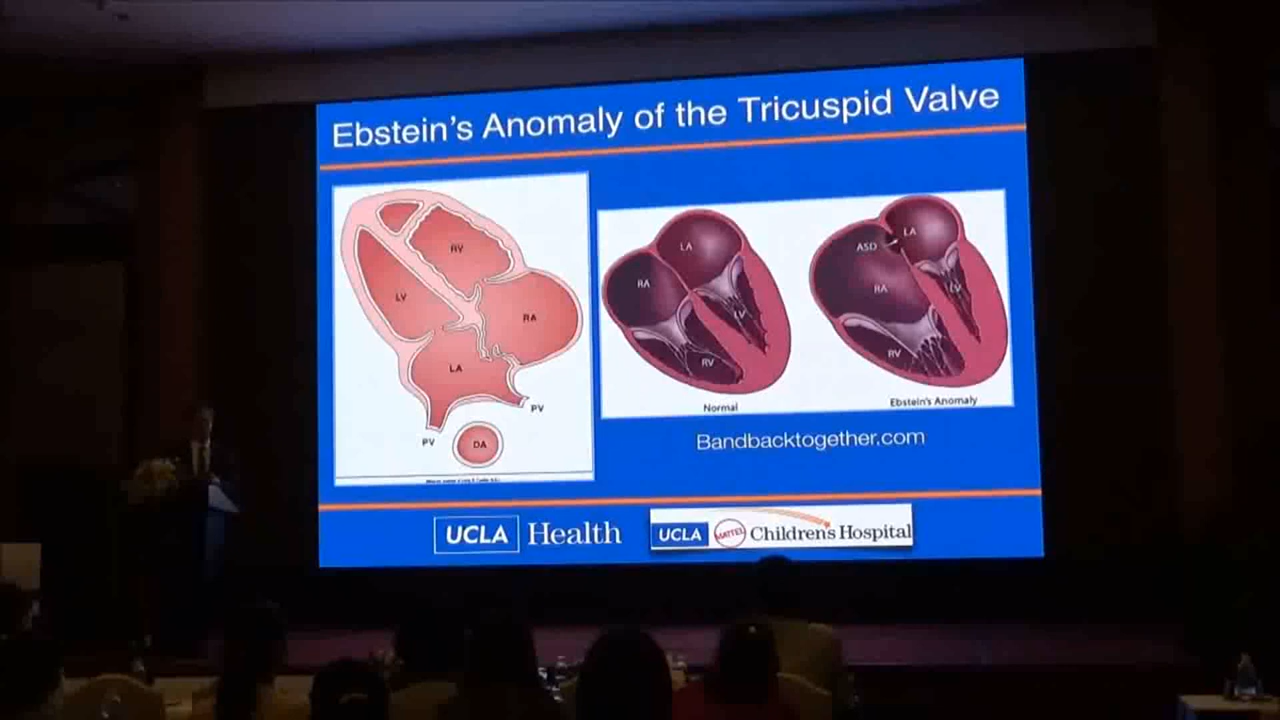 Ebstein's Anomaly of the Tricuspid Valve
RV
LV
RA
LA
PV
PV
DA
LA
RA
LV
RV
Normal
LA
ASD
RA
LV
RV
Ebstein's Anomaly
Bandbacktogether.com
UCLA Health
UCLA MATTEL Children's Hospital